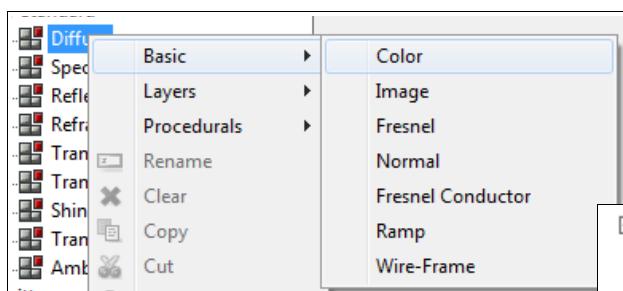 Diffu
Spec
Refle
Refra
Tran
Tran
Shin
Tran
Amb
Basic
Layers
Procedurals
Rename
Clear
Copy
Cut
Color
Image
Fresnel
Normal
Fresnel Conductor
Ramp
Wire-Frame